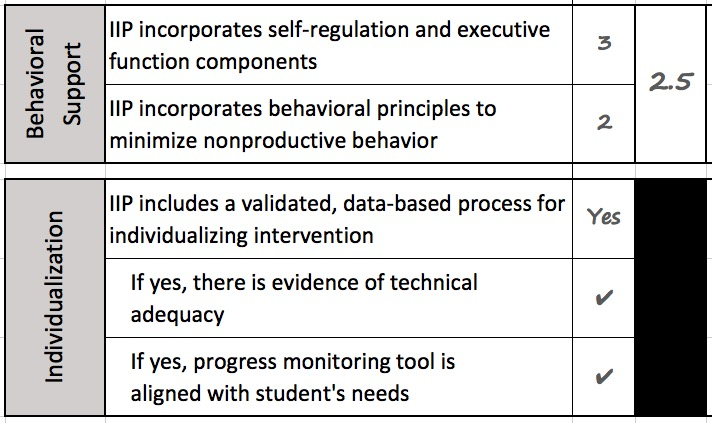 Behavioral
Support
IIP incorporates self-regulation and executive
function components
3
2.5
IIP incorporates behavioral principles to
minimize nonproductive behavior
2
Individualization
IIP includes a validated, data-based process for
individualizing intervention
Yes
If yes, there is evidence of technical
adequacy
✔
If yes, progress monitoring tool is
aligned with student's needs
✔